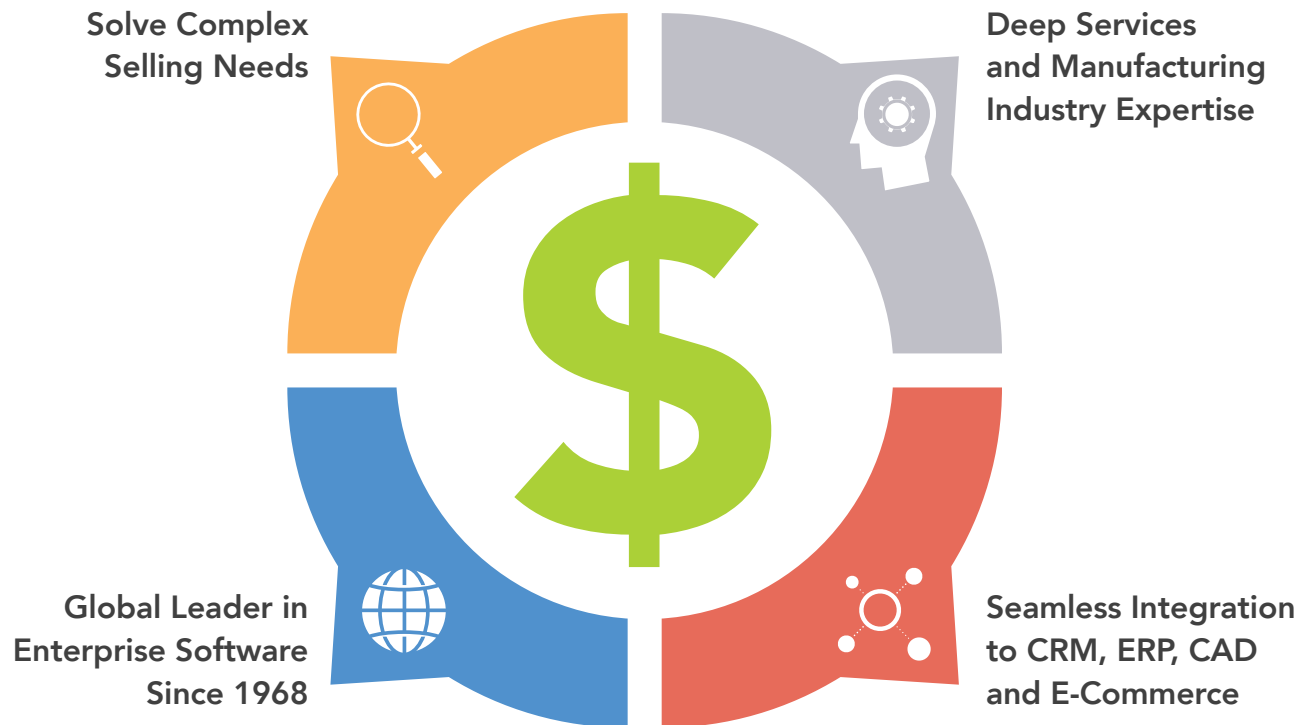 Solve Complex
Selling Needs
Deep Services
and Manufacturing
Industry Expertise
$
Global Leader in
Enterprise Software
Since 1968
Seamless Integration
to CRM, ERP, CAD
and E-Commerce